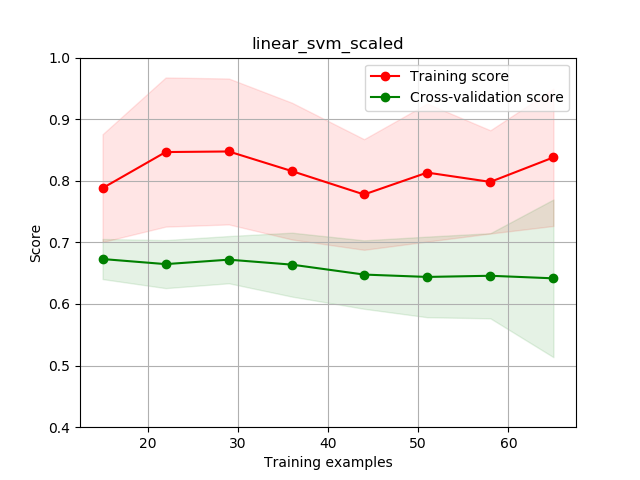 linear_svm_scaled
Training score
Cross-validation score
1.0
0.9
0.8
0.7
0.6
0.5
0.4
Score
20 30 40 50 60
Training examples